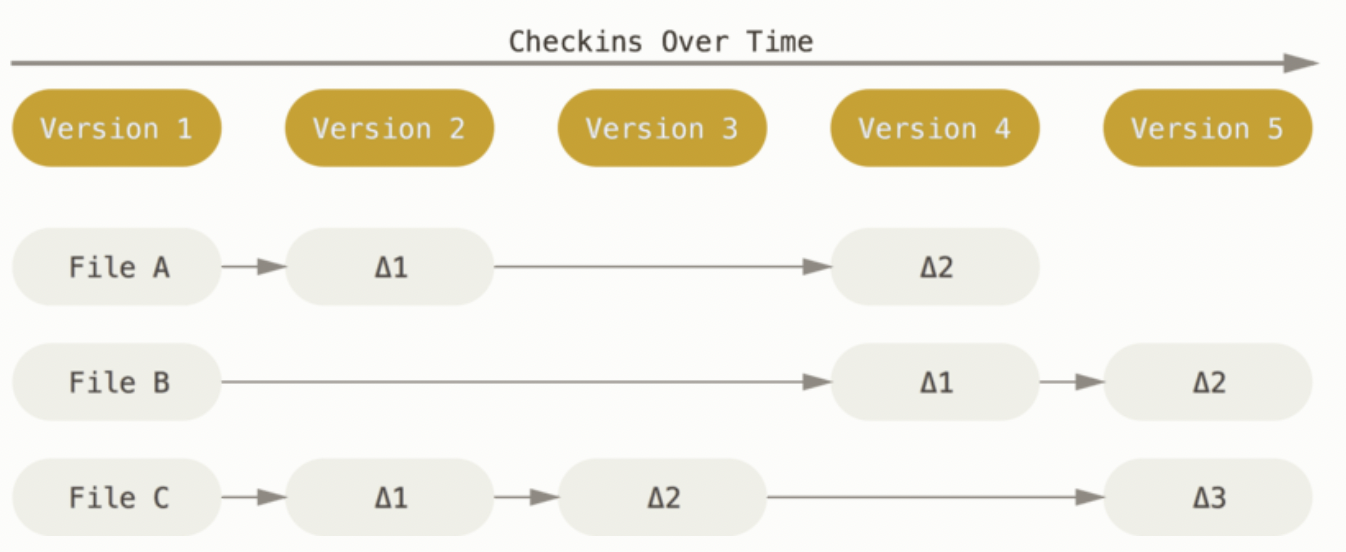 Checkins Over Time
Version 1 Version 2 Version 3 Version 4 Version 5
File A Δ1 Δ2
File B Δ1 Δ2
File C Δ1 Δ2 Δ3